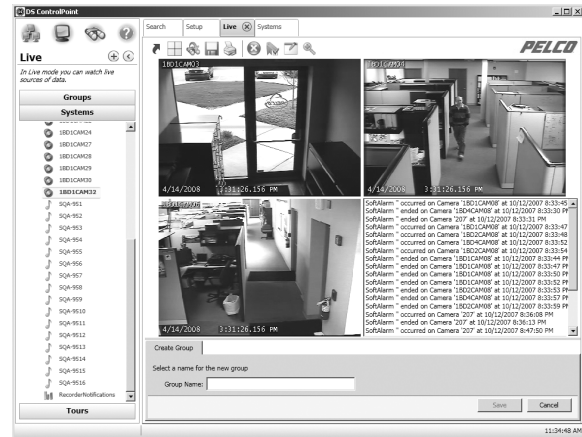 DS ControlPoint
Live
In Live mode you can watch live
sources of data.
Groups
Systems
1BD1CAM24
1BD1CAM27
1BD1CAM28
1BD1CAM29
1BD1CAM30
1BD1CAM32
SQA-951
SQA-952
SQA-953
SQA-954
SQA-955
SQA-956
SQA-957
SQA-958
SQA-959
SQA-9510
SQA-9511
SQA-9512
SQA-9513
SQA-9514
SQA-9515
SQA-9516
RecorderNotifications
Tours
Search Setup Live Systems
PELCO
1BD1CAM03
4/14/2008 3:31:26.156 PM
1BD1CAM04
4/14/2008 3:31:26.156 PM
4/14/2008 3:31:26.156 PM
SoftAlarm '' occurred on Camera '1BD1CAM08' at 10/12/2007 8:33:45
SoftAlarm '' ended on Camera '1BD4CAM08' at 10/12/2007 8:33:30 PM
SoftAlarm '' ended on Camera '207' at 10/12/2007 8:33:31 PM
SoftAlarm '' occurred on Camera '1BD1CAM08' at 10/12/2007 8:33:47
SoftAlarm '' occurred on Camera '1BD2CAM08' at 10/12/2007 8:33:48
SoftAlarm '' occurred on Camera '1BD4CAM08' at 10/12/2007 8:33:52
SoftAlarm '' occurred on Camera '1BD2CAM08' at 10/12/2007 8:33:54
SoftAlarm '' ended on Camera '1BD1CAM08' at 10/12/2007 8:33:44 PM
SoftAlarm '' ended on Camera '1BD1CAM08' at 10/12/2007 8:33:47 PM
SoftAlarm '' ended on Camera '1BD2CAM08' at 10/12/2007 8:33:50 PM
SoftAlarm '' ended on Camera '1BD1CAM08' at 10/12/2007 8:33:52 PM
SoftAlarm '' ended on Camera '1BD2CAM08' at 10/12/2007 8:33:53 PM
SoftAlarm '' ended on Camera '1BD4CAM08' at 10/12/2007 8:33:57 PM
SoftAlarm '' ended on Camera '1BD2CAM08' at 10/12/2007 8:33:59 PM
SoftAlarm '' occurred on Camera '207' at 10/12/2007 8:36:08 PM
SoftAlarm '' ended on Camera '207' at 10/12/2007 8:36:13 PM
SoftAlarm '' occurred on Camera '207' at 10/12/2007 8:47:50 PM
Create Group
Select a name for the new group
Group Name:
Save Cancel
11:34:48 AM